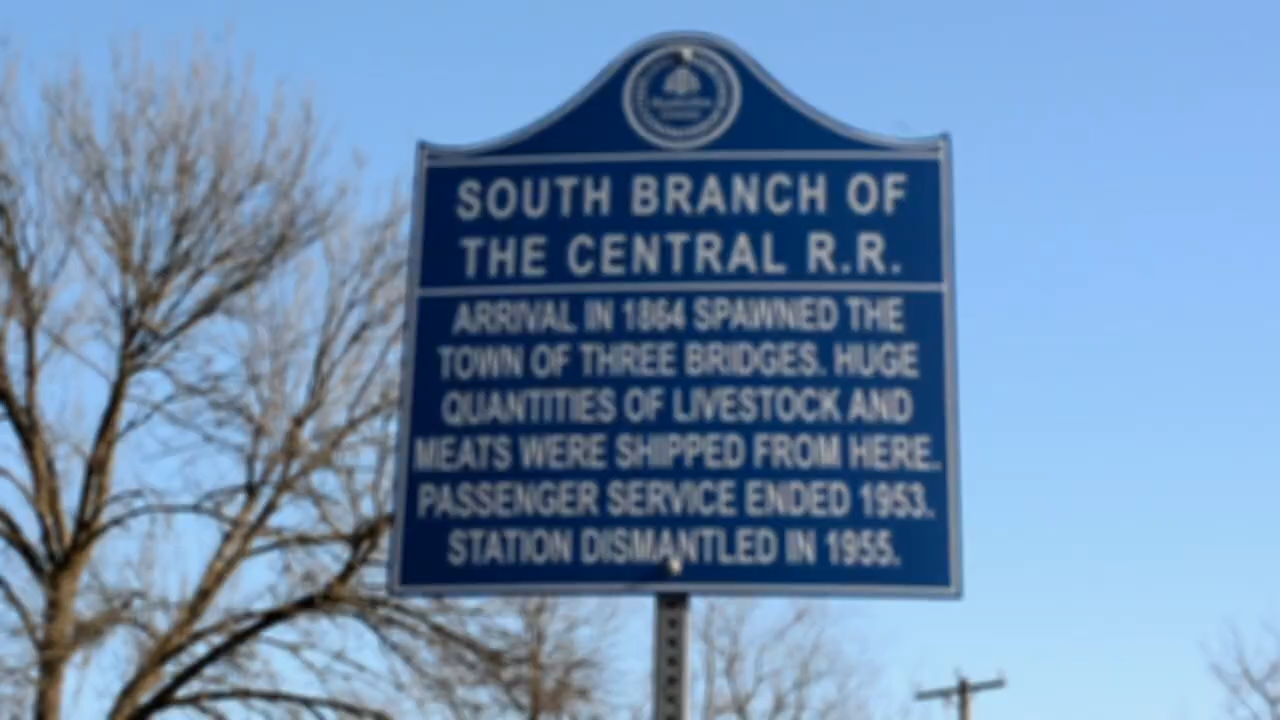 SOUTH BRANCH OF
THE CENTRAL R.R.
ARRIVAL IN 1864 SPAWNED THE
TOWN OF THREE BRIDGES. HUGE
QUANTITIES OF LIVESTOCK AND
MEATS WERE SHIPPED FROM HERE.
PASSENGER SERVICE ENDED 1953.
STATION DISMANTLED IN 1955.